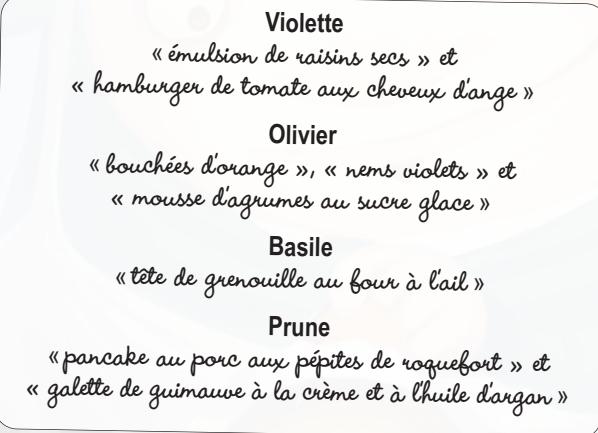 Violette
« émulsion de raisins secs » et
« hamburger de tomate aux cheveux d'ange »
Olivier
« bouchées d'orange », « nems violets » et
« mousse d'agrumes au sucre glace »
Basile
« tête de grenouille au four à l'ail »
Prune
« pancake au porc aux pépites de roquefort » et
« galette de guimauve à la crème et à l'huile d'argan »